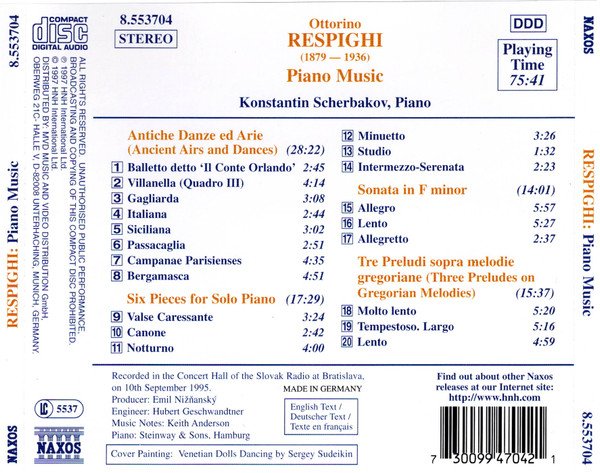 8.553704
RESPIGHI: Piano Music
NAXOS
COMPACT
disc
DIGITAL AUDIO
8.553704
STEREO
Ottorino
RESPIGHI
(1879 — 1936)
Piano Music
Konstantin Scherbakov, Piano
DDD
Playing
Time
75:41
ALL RIGHTS RESERVED. UNAUTHORISED PUBLIC PERFORMANCE,
BROADCASTING AND COPYING OF THIS COMPACT DISC PROHIBITED.
℗ 1997 HNH International Ltd.
© 1997 HNH International Ltd.
DISTRIBUTED BY: MVD MUSIC AND VIDEO DISTRIBUTION GmbH,
OBERWEG 21C- HALLE V, D-82008 UNTERHACHING, MUNICH, GERMANY.
Antiche Danze ed Arie
(Ancient Airs and Dances) (28:22)
1 Balletto detto ‘Il Conte Orlando’ 2:45
2 Villanella (Quadro III) 4:14
3 Gagliarda 3:08
4 Italiana 2:44
5 Siciliana 3:02
6 Passacaglia 2:51
7 Campanae Parisienses 4:35
8 Bergamasca 4:51
Six Pieces for Solo Piano (17:29)
9 Valse Caressante 3:24
10 Canone 2:42
11 Notturno 4:00
12 Minuetto 3:26
13 Studio 1:32
14 Intermezzo-Serenata 2:23
Sonata in F minor (14:01)
15 Allegro 5:57
16 Lento 5:27
17 Allegretto 2:37
Tre Preludi sopra melodie
gregoriane (Three Preludes on
Gregorian Melodies) (15:37)
18 Molto lento 5:20
19 Tempestoso. Largo 5:16
20 Lento 4:59
Recorded in the Concert Hall of the Slovak Radio at Bratislava,
on 10th September 1995.
Producer: Emil Nižňanský
Engineer: Hubert Geschwandtner
Music Notes: Keith Anderson
Piano: Steinway & Sons, Hamburg
MADE IN GERMANY
English Text /
Deutscher Text /
Texte en français
Cover Painting: Venetian Dolls Dancing by Sergey Sudeikin
Find out about other Naxos
releases at our Internet site:
http://www.hnh.com
7 30099 47042 1
LC 5537
NAXOS
NAXOS
RESPIGHI: Piano Music
8.553704